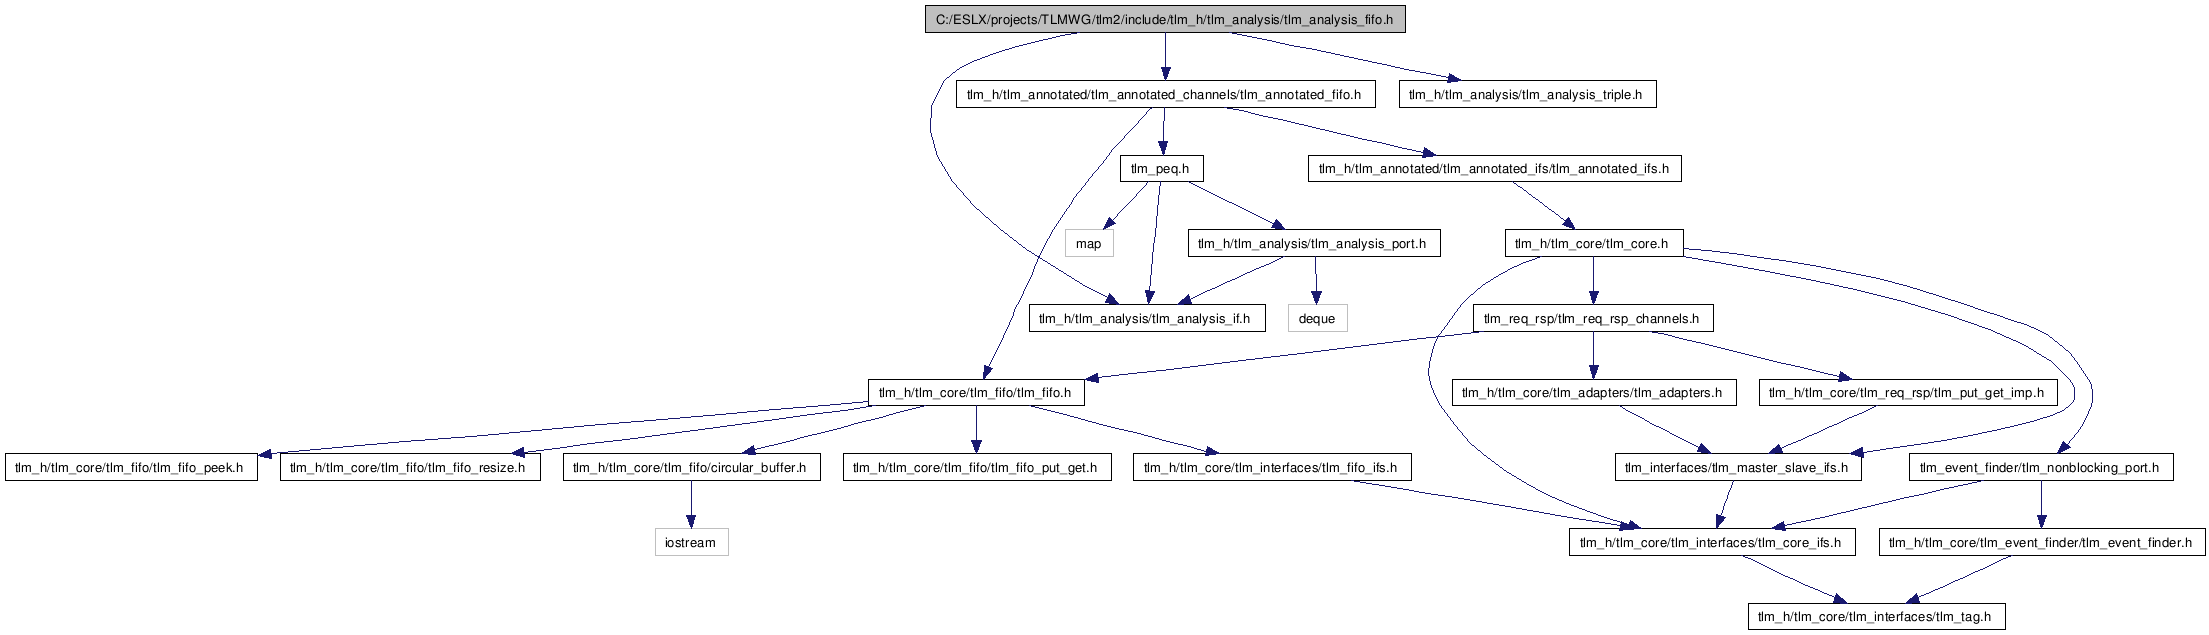 C:/ESLX/projects/TLMWG/tlm2/include/tlm_h/tlm_analysis/tlm_analysis_fifo.h
tlm_h/tlm_annotated/tlm_annotated_channels/tlm_annotated_fifo.h
tlm_h/tlm_analysis/tlm_analysis_triple.h
tlm_peq.h
tlm_h/tlm_annotated/tlm_annotated_ifs/tlm_annotated_ifs.h
map
tlm_h/tlm_analysis/tlm_analysis_port.h
tlm_h/tlm_core/tlm_core.h
tlm_h/tlm_analysis/tlm_analysis_if.h
deque
tlm_req_rsp/tlm_req_rsp_channels.h
tlm_h/tlm_core/tlm_fifo/tlm_fifo.h
tlm_h/tlm_core/tlm_adapters/tlm_adapters.h
tlm_h/tlm_core/tlm_req_rsp/tlm_put_get_imp.h
tlm_h/tlm_core/tlm_fifo/tlm_fifo_peek.h
tlm_h/tlm_core/tlm_fifo/tlm_fifo_resize.h
tlm_h/tlm_core/tlm_fifo/circular_buffer.h
tlm_h/tlm_core/tlm_fifo/tlm_fifo_put_get.h
tlm_h/tlm_core/tlm_interfaces/tlm_fifo_ifs.h
tlm_interfaces/tlm_master_slave_ifs.h
tlm_event_finder/tlm_nonblocking_port.h
iostream
tlm_h/tlm_core/tlm_interfaces/tlm_core_ifs.h
tlm_h/tlm_core/tlm_event_finder/tlm_event_finder.h
tlm_h/tlm_core/tlm_interfaces/tlm_tag.h